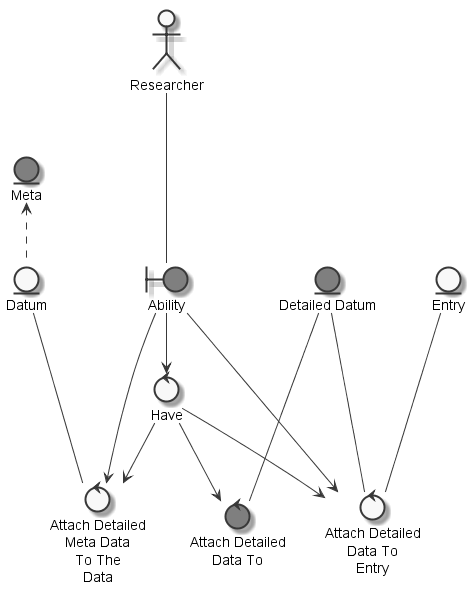 Researcher
Meta
Datum
Ability
Detailed Datum
Entry
Have
Attach Detailed
Meta Data
To The
Data
Attach Detailed
Data To
Attach Detailed
Data To
Entry